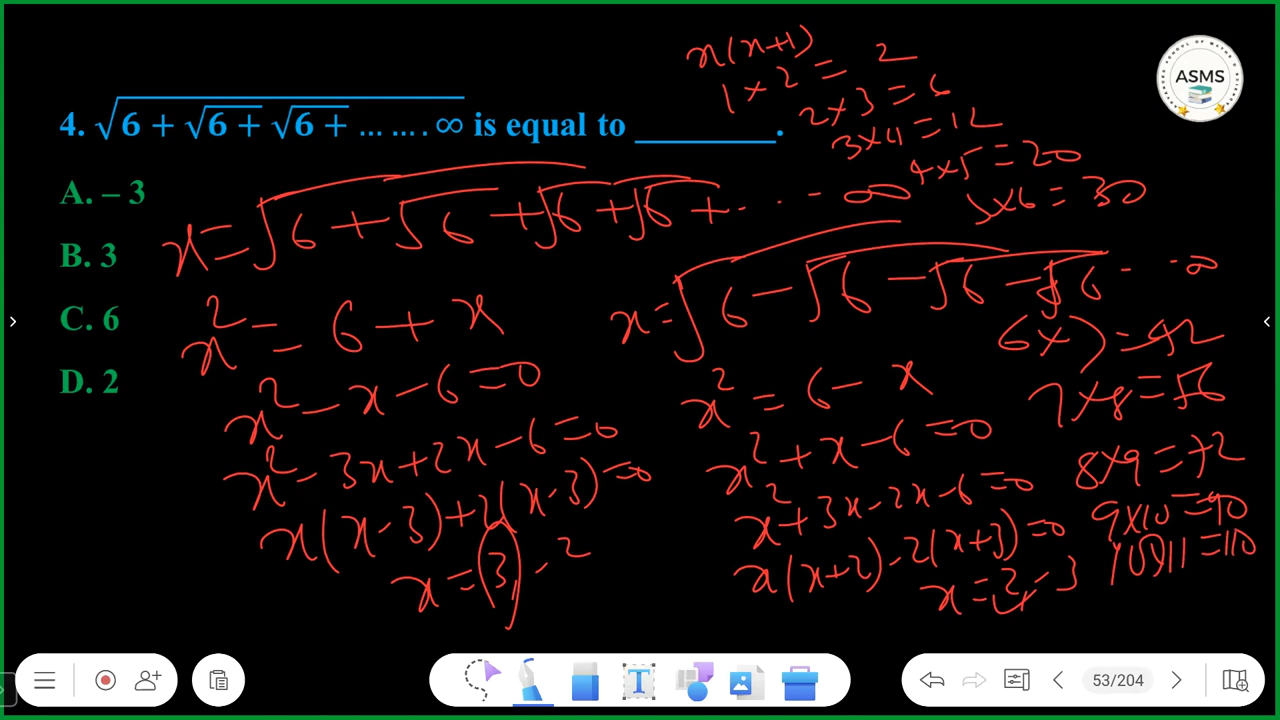 4. √6 + √6 + √6 + ... ... . ∞ is equal to ________.
A. – 3
B. 3
C. 6
D. 2
ASMS
x(x+1)
1 × 2 = 2
2 × 3 = 6
3 × 4 = 12
4 × 5 = 20
5 × 6 = 30
6 × 7 = 42
7 × 8 = 56
8 × 9 = 72
9 × 10 = 90
10 × 11 = 110
x = √6 + √6 + √6 + √6 + . . . - ∞
x² = 6 + x
x² - x - 6 = 0
x² - 3x + 2x - 6 = 0
x(x-3) + 2(x-3) = 0
x = 3, - 2
x = √6 - √6 - √6 - √6 - - ∞
x² = 6 - x
x² + x - 6 = 0
x² + 3x - 2x - 6 = 0
x(x+2) - 2(x+3) = 0
x = 2, - 3
T
53/204